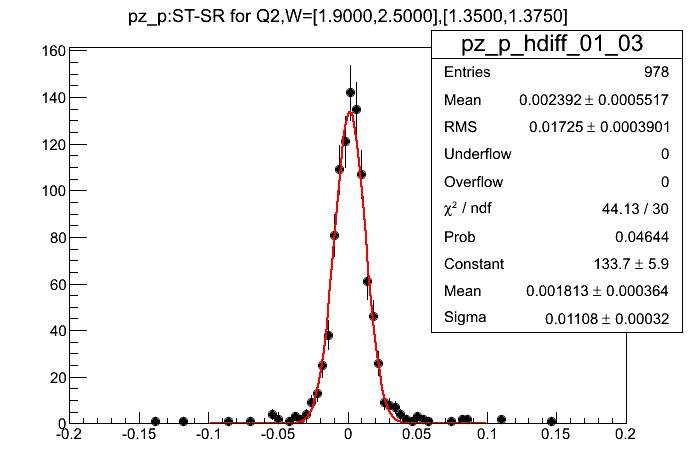 pz_p:ST-SR for Q2,W=[1.9000,2.5000],[1.3500,1.3750]
pz_p_hdiff_01_03
Entries 978
Mean 0.002392 ± 0.0005517
RMS 0.01725 ± 0.0003901
Underflow 0
Overflow 0
χ² / ndf 44.13 / 30
Prob 0.04644
Constant 133.7 ± 5.9
Mean 0.001813 ± 0.000364
Sigma 0.01108 ± 0.00032
160
140
120
100
80
60
40
20
0
-0.2 -0.15 -0.1 -0.05 0 0.05 0.1 0.15 0.2